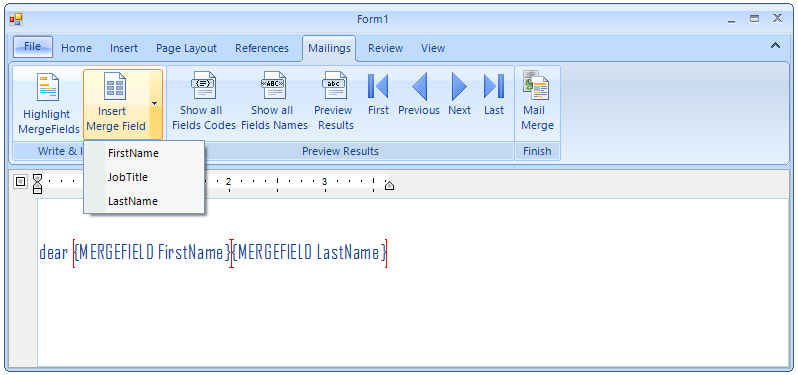 Form1
File Home Insert Page Layout References Mailings Review View
Highlight MergeFields
Insert Merge Field
{≡} Show all Fields Codes
«ABC» Show all Fields Names
abc Preview Results
First Previous Next Last
Mail Merge
Write & I
Preview Results
Finish
FirstName
JobTitle
LastName
2 3
dear {MERGEFIELD FirstName}{MERGEFIELD LastName}